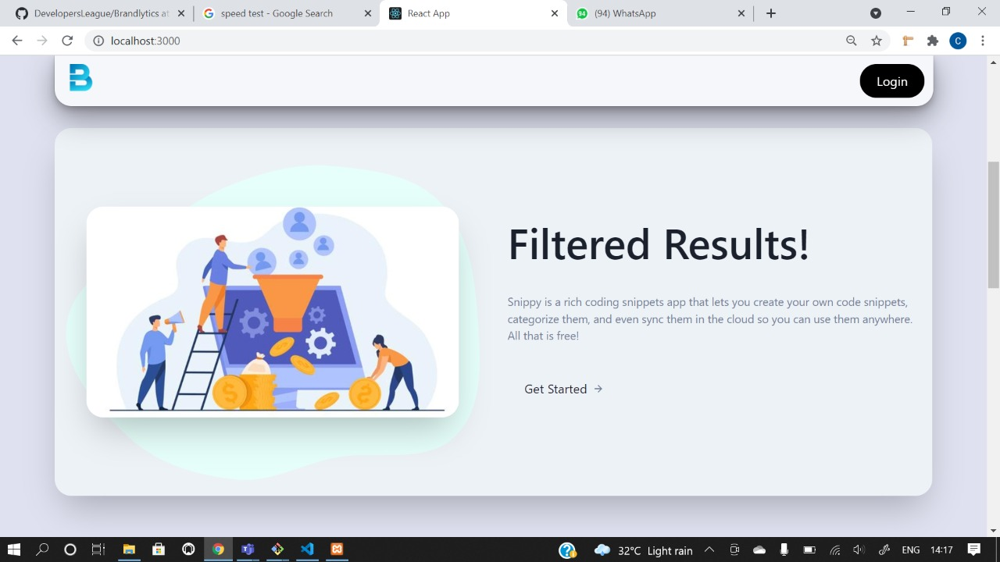 DevelopersLeague/Brandlytics at
speed test - Google Search
React App
94
(94) WhatsApp
localhost:3000
C
B
Login
Filtered Results!
Snippy is a rich coding snippets app that lets you create your own code snippets,
categorize them, and even sync them in the cloud so you can use them anywhere.
All that is free!
Get Started
32°C Light rain
ENG
14:17